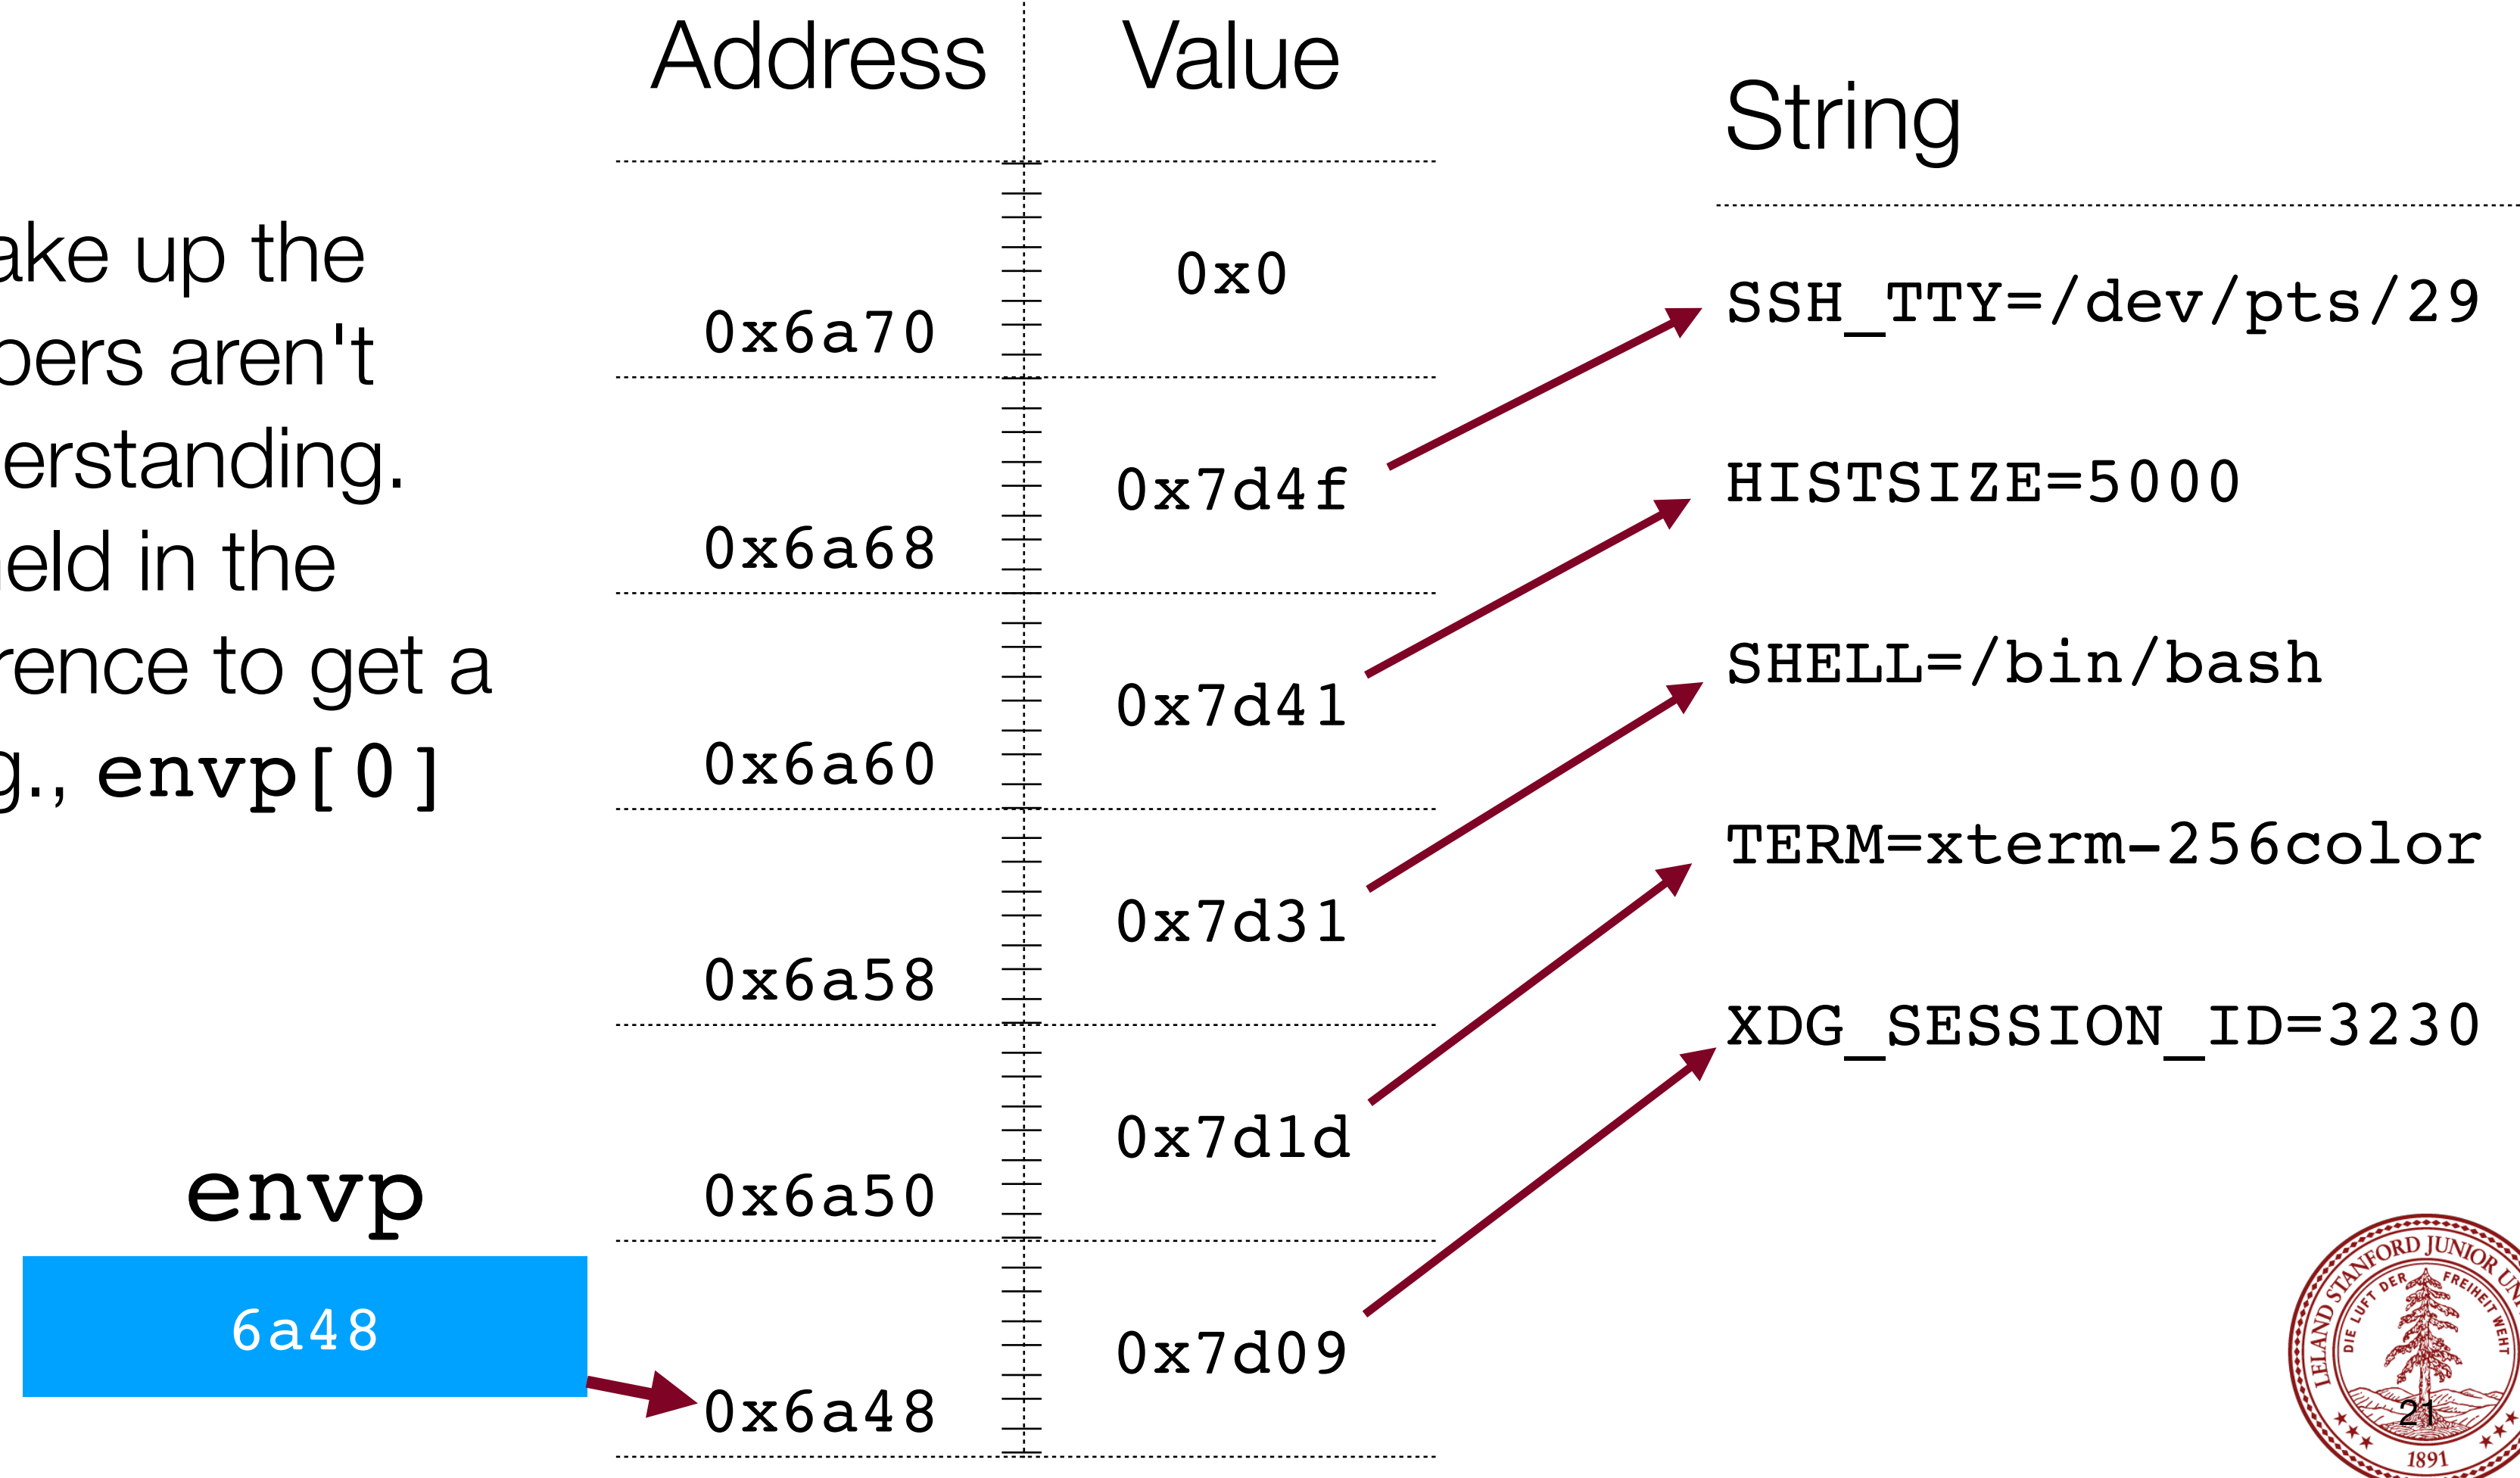 Address Value
String
ake up the
0x0
SSH_TTY=/dev/pts/29
bers aren't
0x6a70
erstanding.
0x7d4f
HISTSIZE=5000
eld in the
0x6a68
rence to get a
0x7d41
SHELL=/bin/bash
g., envp[0]
0x6a60
TERM=xterm-256color
0x7d31
0x6a58
XDG_SESSION_ID=3230
0x7d1d
envp
0x6a50
6a48
0x7d09
0x6a48
LELAND STANFORD JUNIOR UN
DIE LUFT DER FREIHEIT WEHT
21
1891